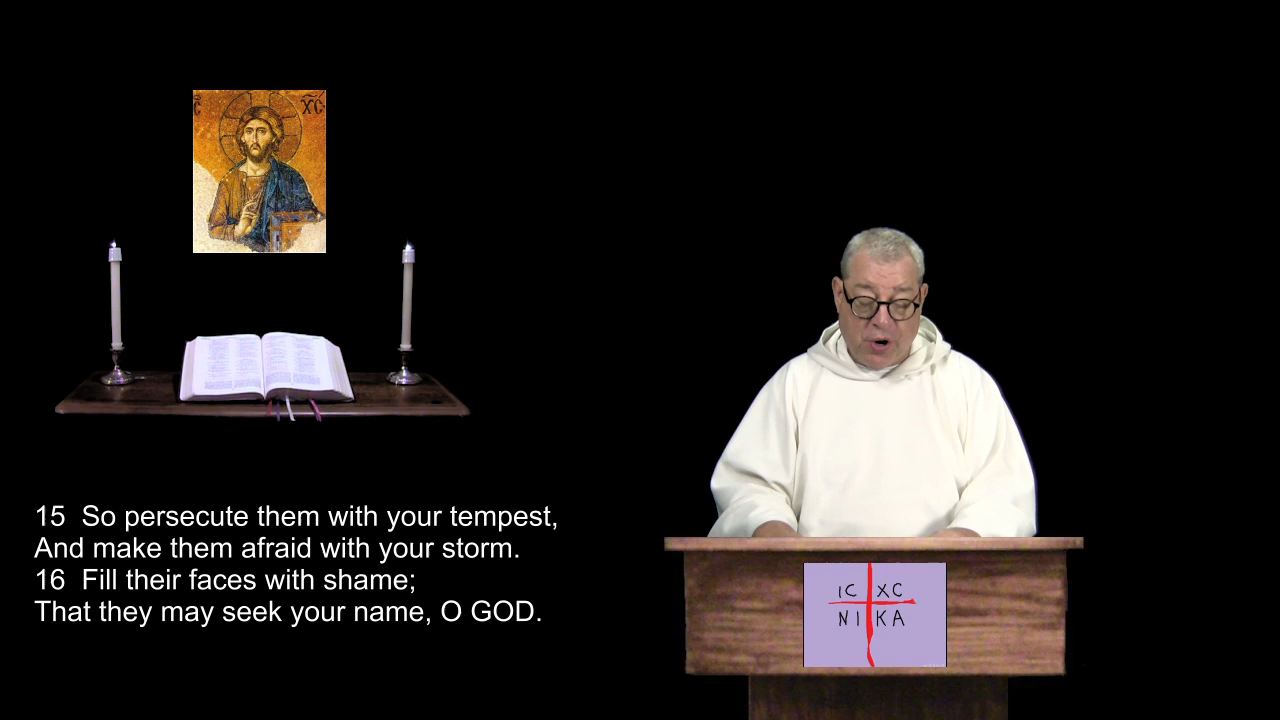 C XC
15 So persecute them with your tempest,
And make them afraid with your storm.
16 Fill their faces with shame;
That they may seek your name, O GOD.
IC XC
NI KA